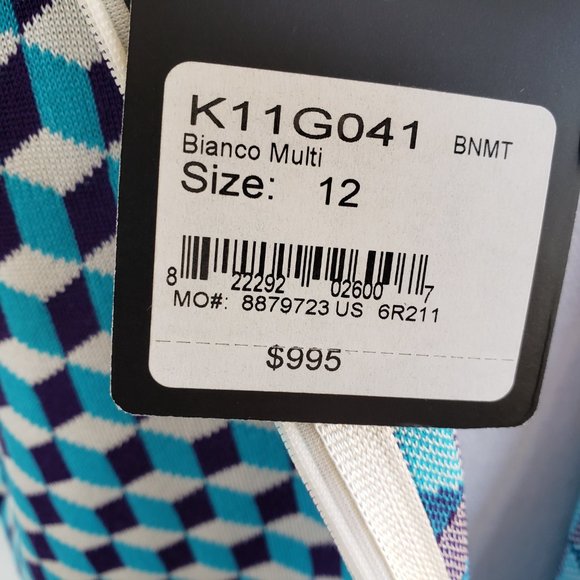 K11G041 BNMT
Bianco Multi
Size: 12
8 22292 02600 7
MO#: 8879723 US 6R211
$995